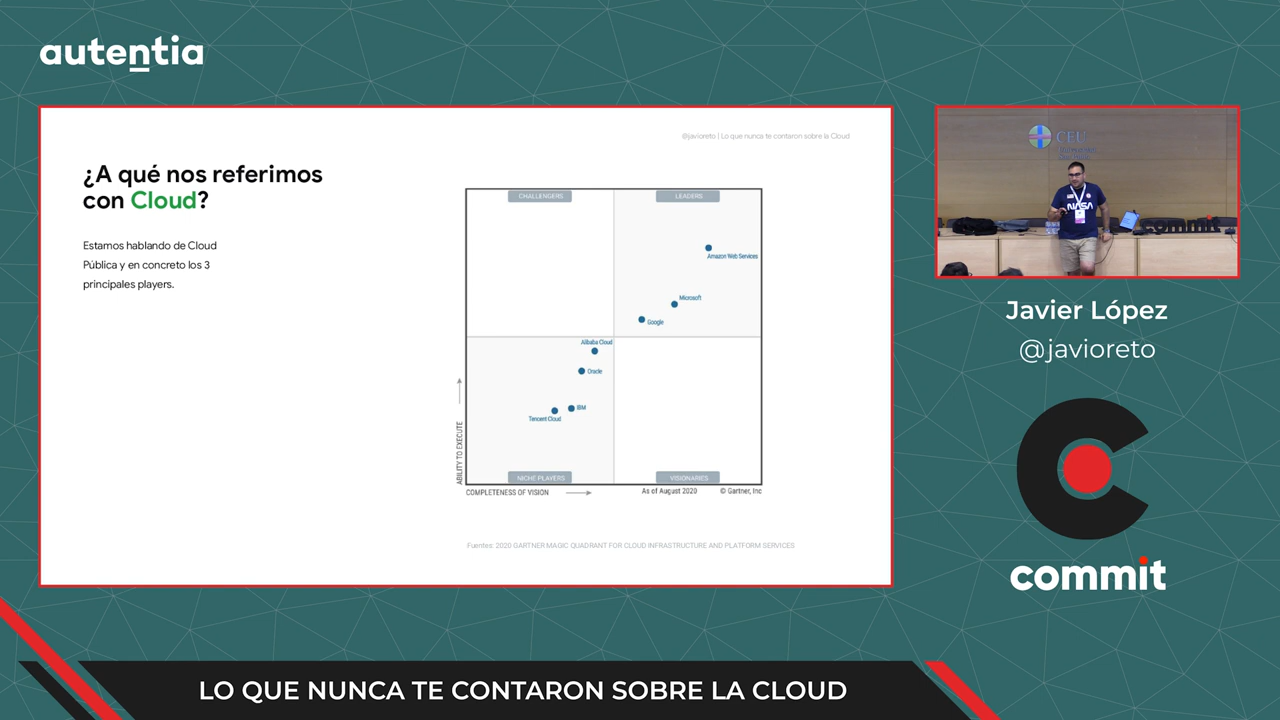 autentia
@javioreto | Lo que nunca te contaron sobre la Cloud
¿A qué nos referimos
con Cloud?
Estamos hablando de Cloud
Pública y en concreto los 3
principales players.
CHALLENGERS
LEADERS
Amazon Web Services
Microsoft
Google
Alibaba Cloud
Oracle
IBM
Tencent Cloud
ABILITY TO EXECUTE
NICHE PLAYERS
VISIONARIES
COMPLETENESS OF VISION
As of August 2020
© Gartner, Inc
Fuentes: 2020 GARTNER MAGIC QUADRANT FOR CLOUD INFRASTRUCTURE AND PLATFORM SERVICES
CEU
NASA
commit
Javier López
@javioreto
commit
LO QUE NUNCA TE CONTARON SOBRE LA CLOUD